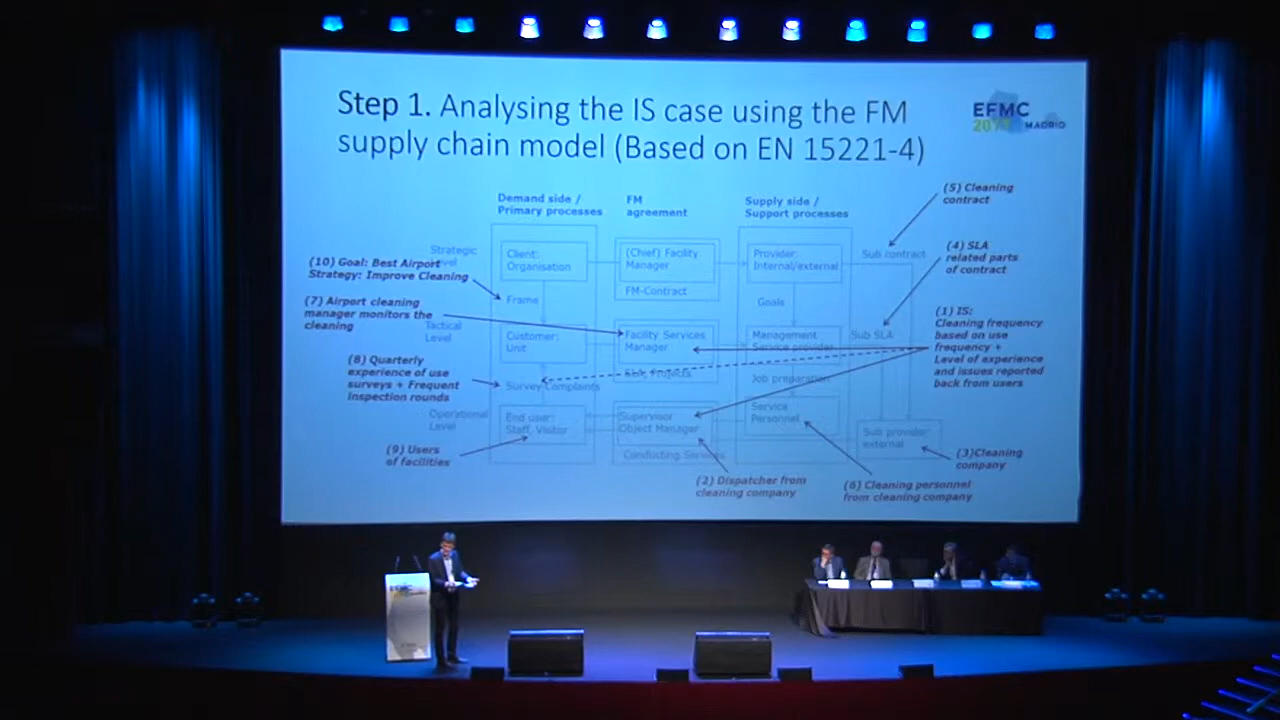 Step 1. Analysing the IS case using the FM
supply chain model (Based on EN 15221-4)
EFMC
MADRID
Demand side /
Primary processes
FM
agreement
Supply side /
Support processes
(5) Cleaning
contract
Strategic
Client:
Organisation
(Chief) Facility
Manager
Provider:
Internal/external
Sub contract
(4) SLA
related parts
of contract
(10) Goal: Best Airport
Strategy: Improve Cleaning
FM-Contract
Frame
Goals
(7) Airport cleaning
manager monitors the
cleaning
Tactical
Level
Customer:
Unit
Facility Services
Manager
Management
Service provider
Sub SLA
(1) IS:
Cleaning frequency
based on use
frequency +
Level of experience
and issues reported
back from users
(8) Quarterly
experience of use
surveys + Frequent
Inspection rounds
SLA, Projects
Survey Complaints
Job preparation
Operational
Level
End user:
Staff, Visitor
Supervisor
Object Manager
Service
Personnel
Sub provider
external
(9) Users
of facilities
Conducting Services
(3)Cleaning
company
(2) Dispatcher from
cleaning company
(6) Cleaning personnel
from cleaning company
EFMC